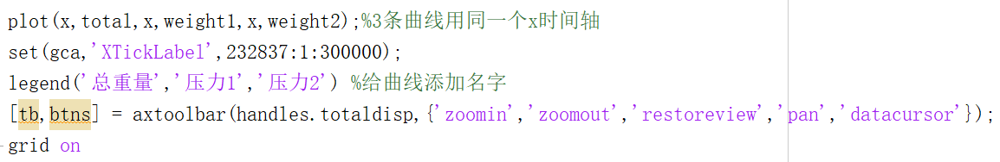 plot(x,total,x,weight1,x,weight2);%3条曲线用同一个x时间轴
set(gca,'XTickLabel',232837:1:300000);
legend('总重量','压力1','压力2') %给曲线添加名字
[tb,btns] = axtoolbar(handles.totaldisp,{'zoomin','zoomout','restoreview','pan','datacursor'});
grid on